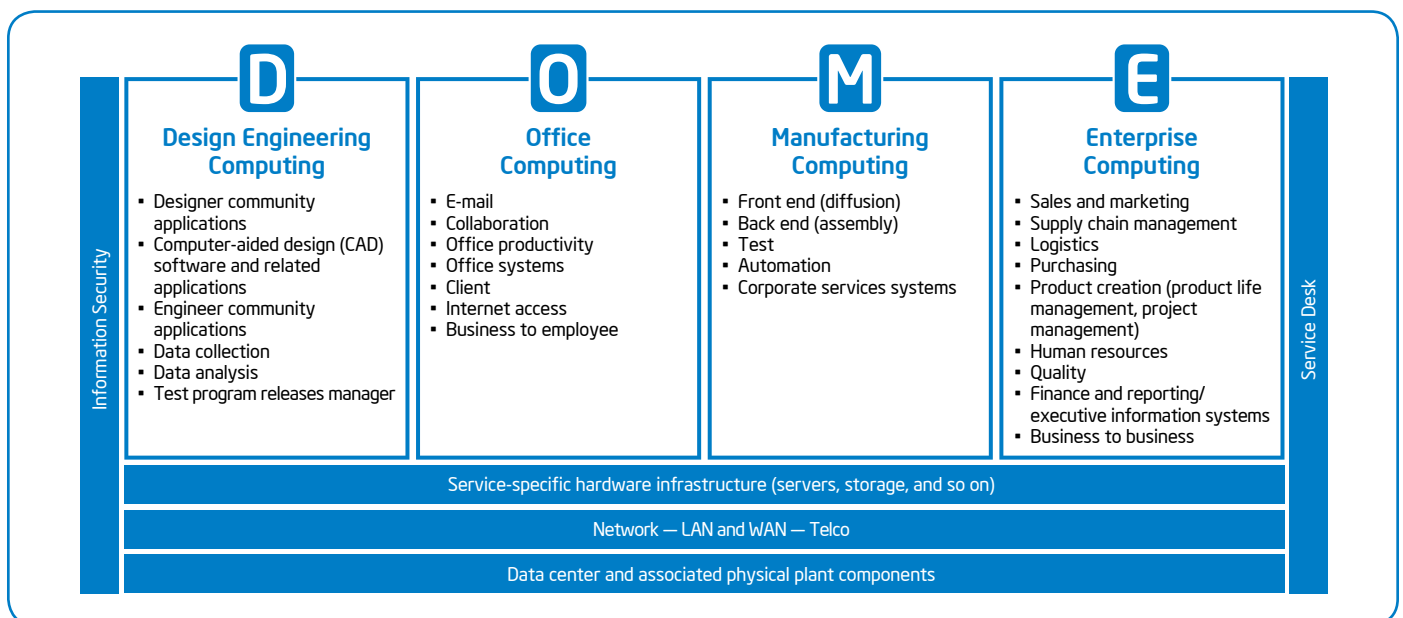 Information Security
D
Design Engineering
Computing
▪ Designer community
applications
▪ Computer-aided design (CAD)
software and related
applications
▪ Engineer community
applications
▪ Data collection
▪ Data analysis
▪ Test program releases manager
O
Office
Computing
▪ E-mail
▪ Collaboration
▪ Office productivity
▪ Office systems
▪ Client
▪ Internet access
▪ Business to employee
M
Manufacturing
Computing
▪ Front end (diffusion)
▪ Back end (assembly)
▪ Test
▪ Automation
▪ Corporate services systems
E
Enterprise
Computing
▪ Sales and marketing
▪ Supply chain management
▪ Logistics
▪ Purchasing
▪ Product creation (product life
management, project
management)
▪ Human resources
▪ Quality
▪ Finance and reporting/
executive information systems
▪ Business to business
Service Desk
Service-specific hardware infrastructure (servers, storage, and so on)
Network — LAN and WAN — Telco
Data center and associated physical plant components